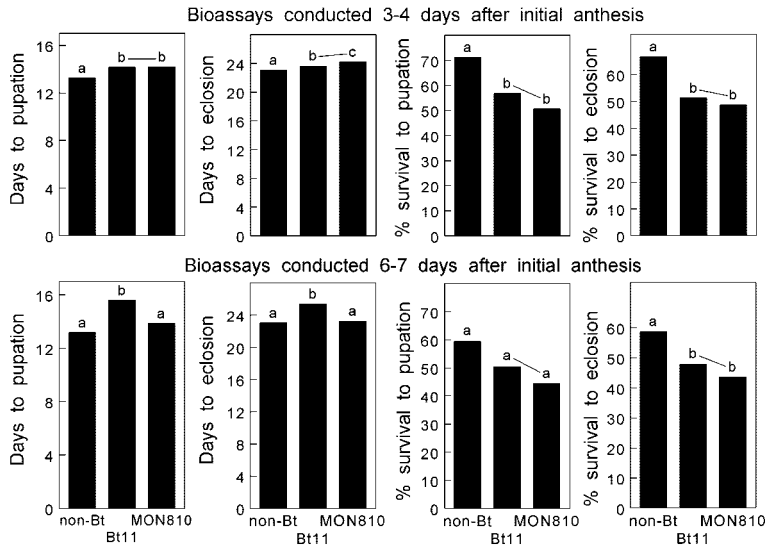 Bioassays conducted 3-4 days after initial anthesis
Days to pupation
16
12
8
4
0
a
b
b
Days to eclosion
24
20
16
12
8
4
0
a
b
c
% survival to pupation
70
60
50
40
30
20
10
0
a
b
b
% survival to eclosion
60
50
40
30
20
10
0
a
b
b
Bioassays conducted 6-7 days after initial anthesis
Days to pupation
16
12
8
4
0
a
b
a
Days to eclosion
24
20
16
12
8
4
0
a
b
a
% survival to pupation
70
60
50
40
30
20
10
0
a
a
a
% survival to eclosion
60
50
40
30
20
10
0
a
b
b
non-Bt MON810
Bt11
non-Bt MON810
Bt11
non-Bt MON810
Bt11
non-Bt MON810
Bt11